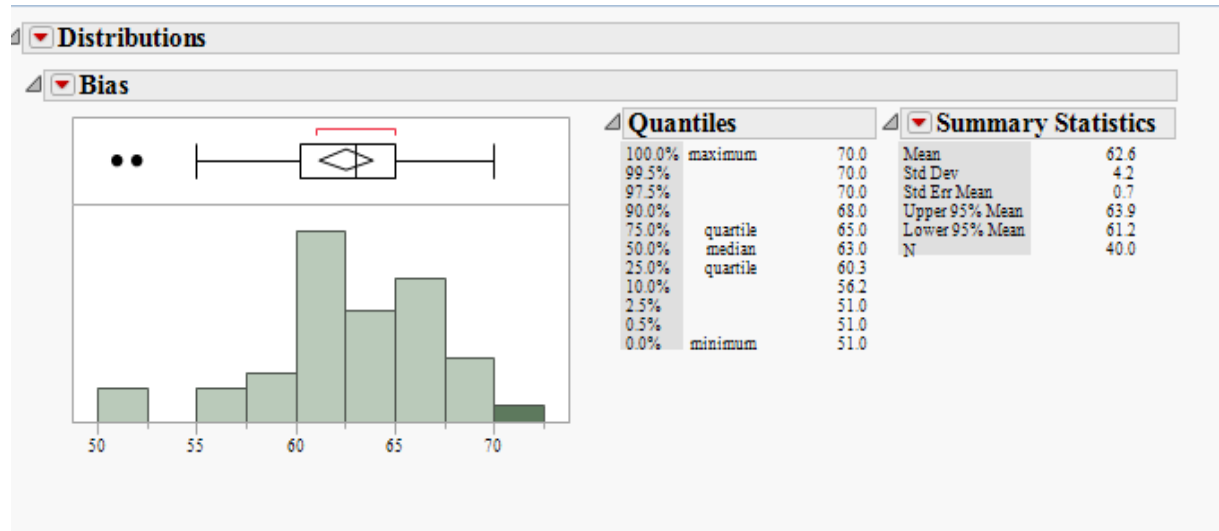 Distributions
Bias
50 55 60 65 70
Quantiles
100.0% maximum 70.0
99.5% 70.0
97.5% 70.0
90.0% 68.0
75.0% quartile 65.0
50.0% median 63.0
25.0% quartile 60.3
10.0% 56.2
2.5% 51.0
0.5% 51.0
0.0% minimum 51.0
Summary Statistics
Mean 62.6
Std Dev 4.2
Std Err Mean 0.7
Upper 95% Mean 63.9
Lower 95% Mean 61.2
N 40.0